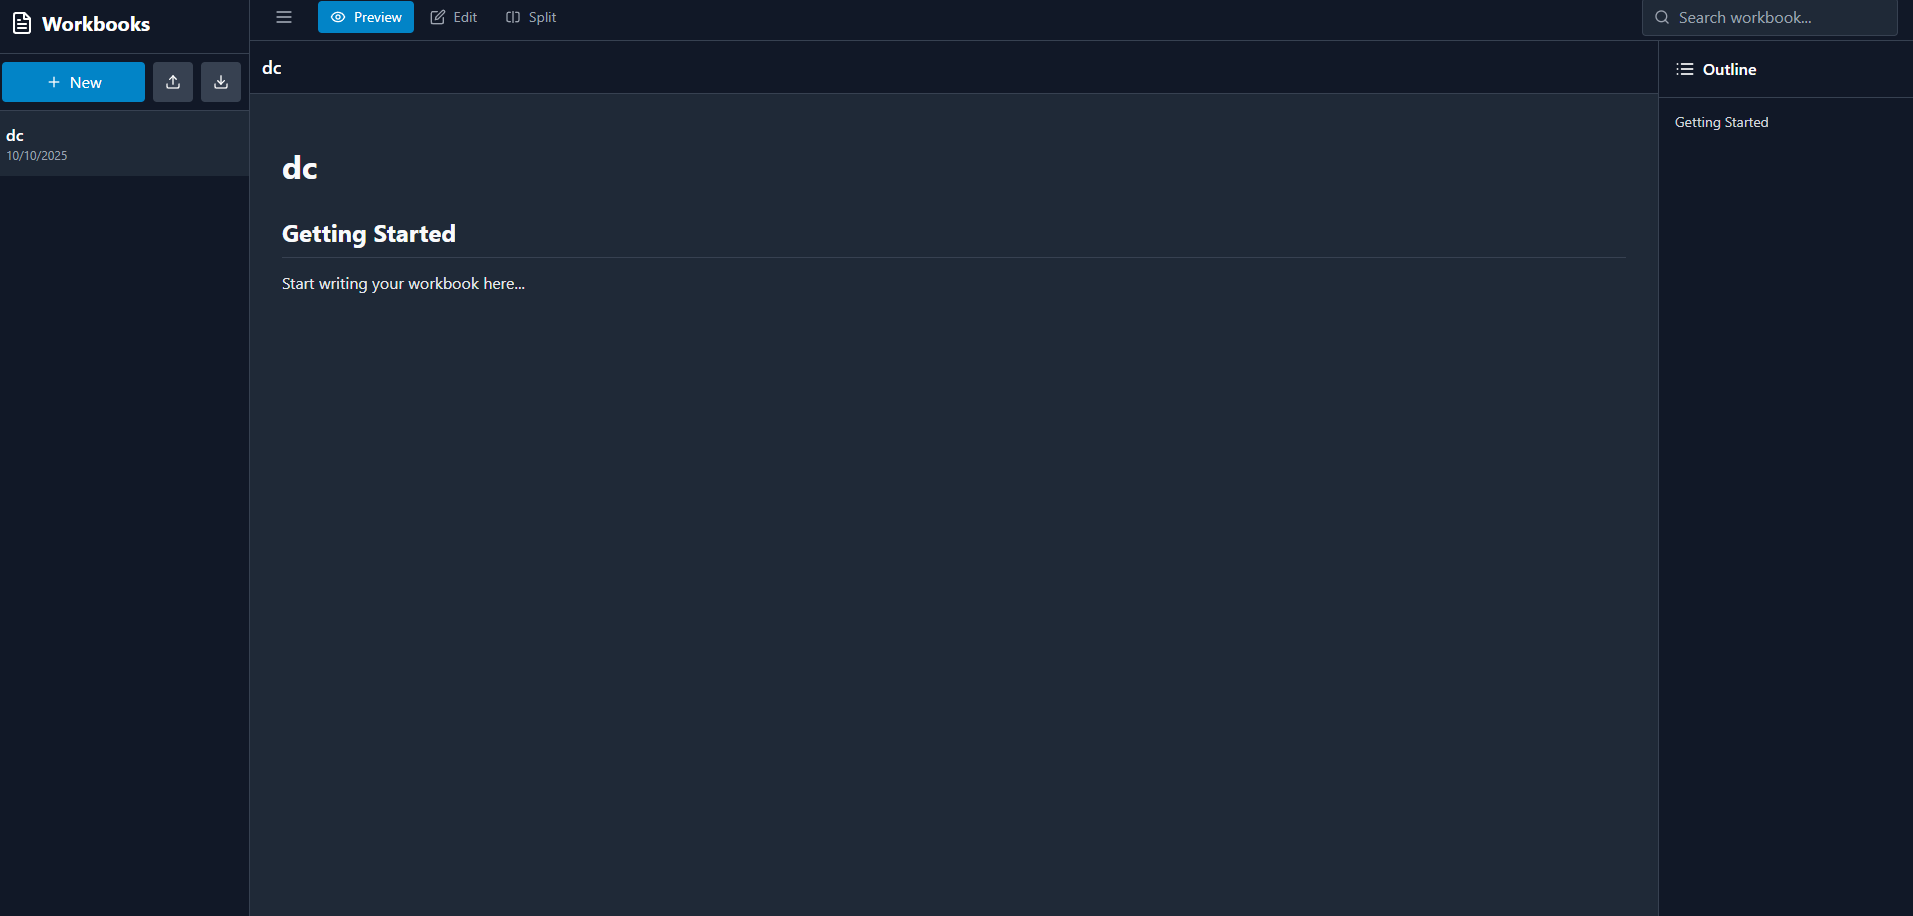 Workbooks
New
dc
10/10/2025
Preview Edit Split
Search workbook...
dc
dc
Getting Started
Start writing your workbook here...
Outline
Getting Started